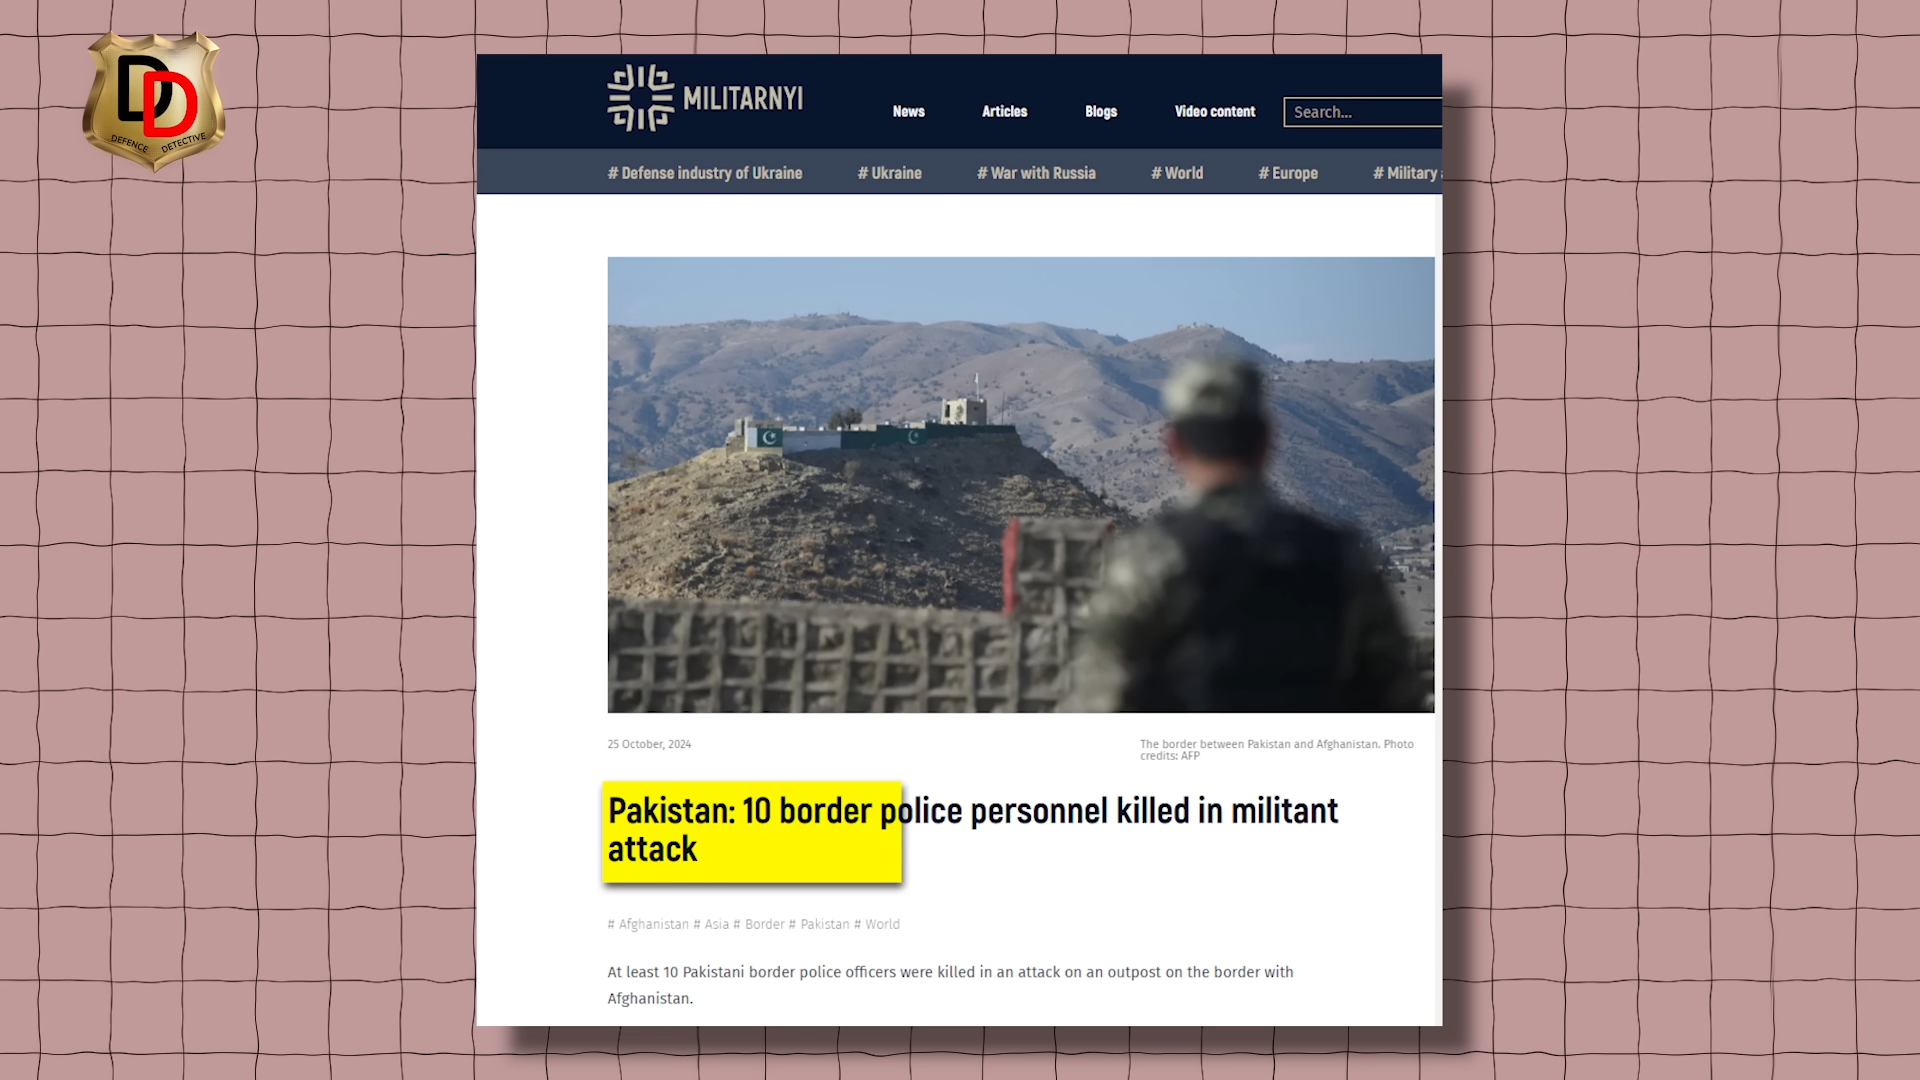 DD
DEFENCE DETECTIVE
MILITARNYI
News Articles Blogs Video content Search...
# Defense industry of Ukraine # Ukraine # War with Russia # World # Europe # Military
25 October, 2024
The border between Pakistan and Afghanistan. Photo
credits: AFP
Pakistan: 10 border police personnel killed in militant
attack
# Afghanistan # Asia # Border # Pakistan # World
At least 10 Pakistani border police officers were killed in an attack on an outpost on the border with
Afghanistan.